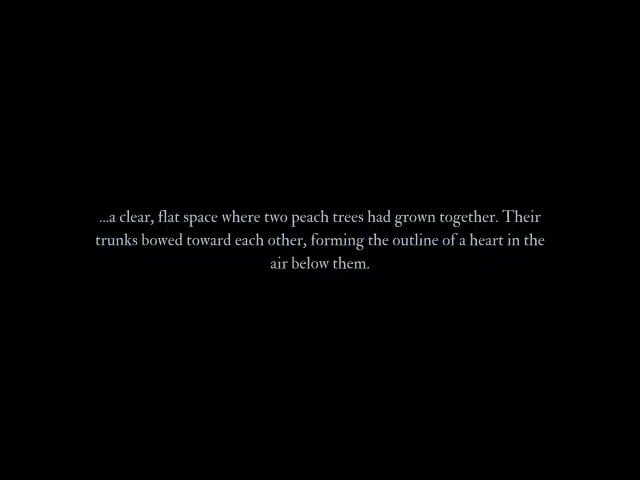 ...a clear, flat space where two peach trees had grown together. Their
trunks bowed toward each other, forming the outline of a heart in the
air below them.